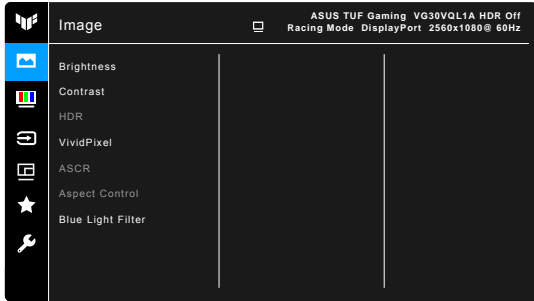 Image
ASUS TUF Gaming VG30VQL1A HDR Off
Racing Mode DisplayPort 2560x1080@ 60Hz
Brightness
Contrast
HDR
VividPixel
ASCR
Aspect Control
Blue Light Filter